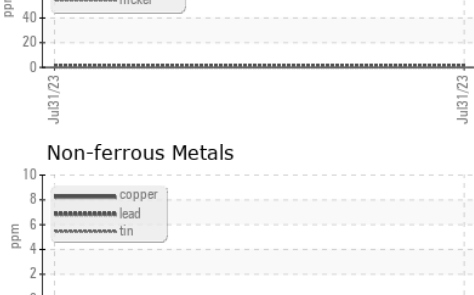 nickel
ppm
40
20
0
Jul31/23
Jul31/23
Non-ferrous Metals
10
copper
8
lead
6
tin
ppm
4
2